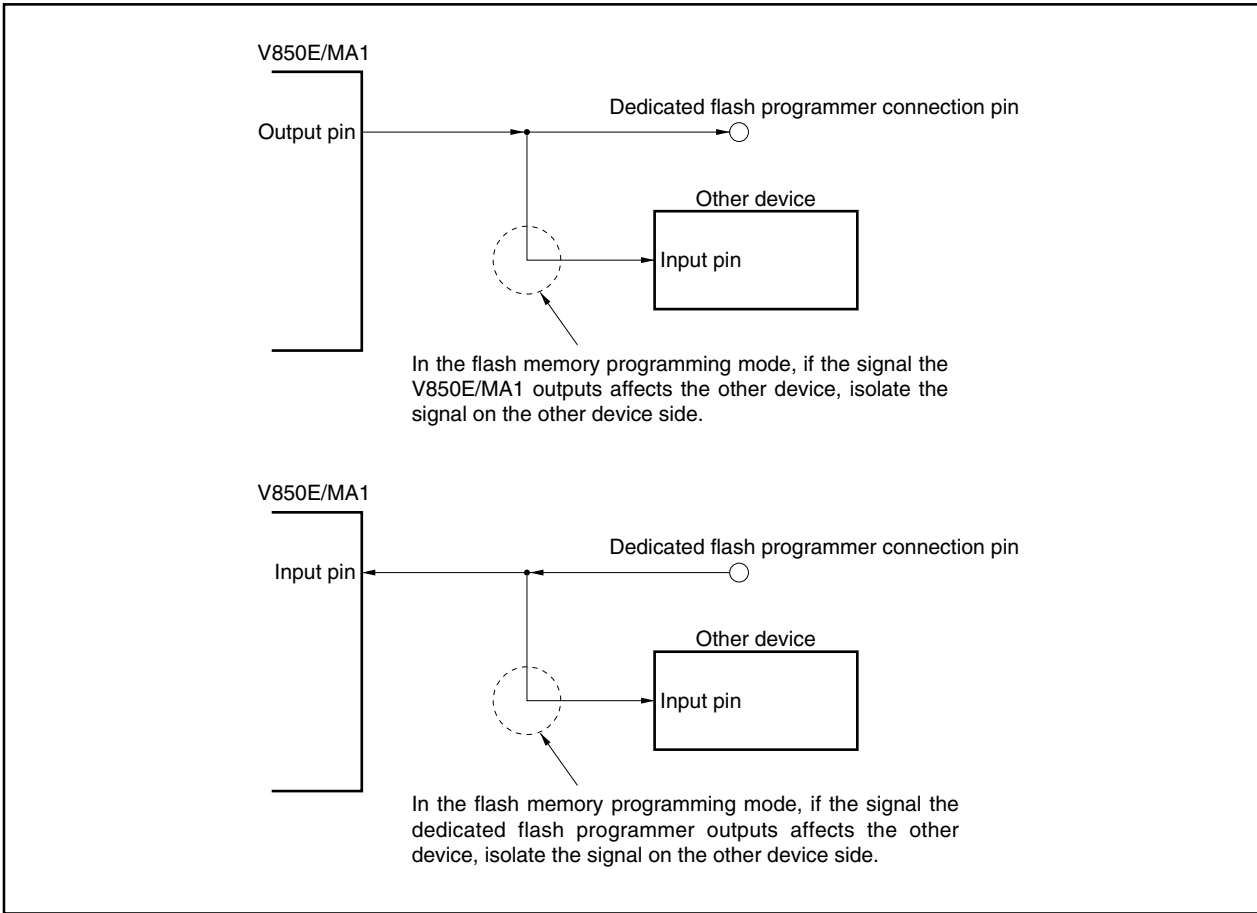 V850E/MA1
Dedicated flash programmer connection pin
Output pin
Other device
Input pin
In the flash memory programming mode, if the signal the
V850E/MA1 outputs affects the other device, isolate the
signal on the other device side.
V850E/MA1
Dedicated flash programmer connection pin
Input pin
Other device
Input pin
In the flash memory programming mode, if the signal the
dedicated flash programmer outputs affects the other
device, isolate the signal on the other device side.